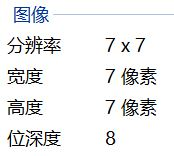 图像
分辨率 7 x 7
宽度 7 像素
高度 7 像素
位深度 8